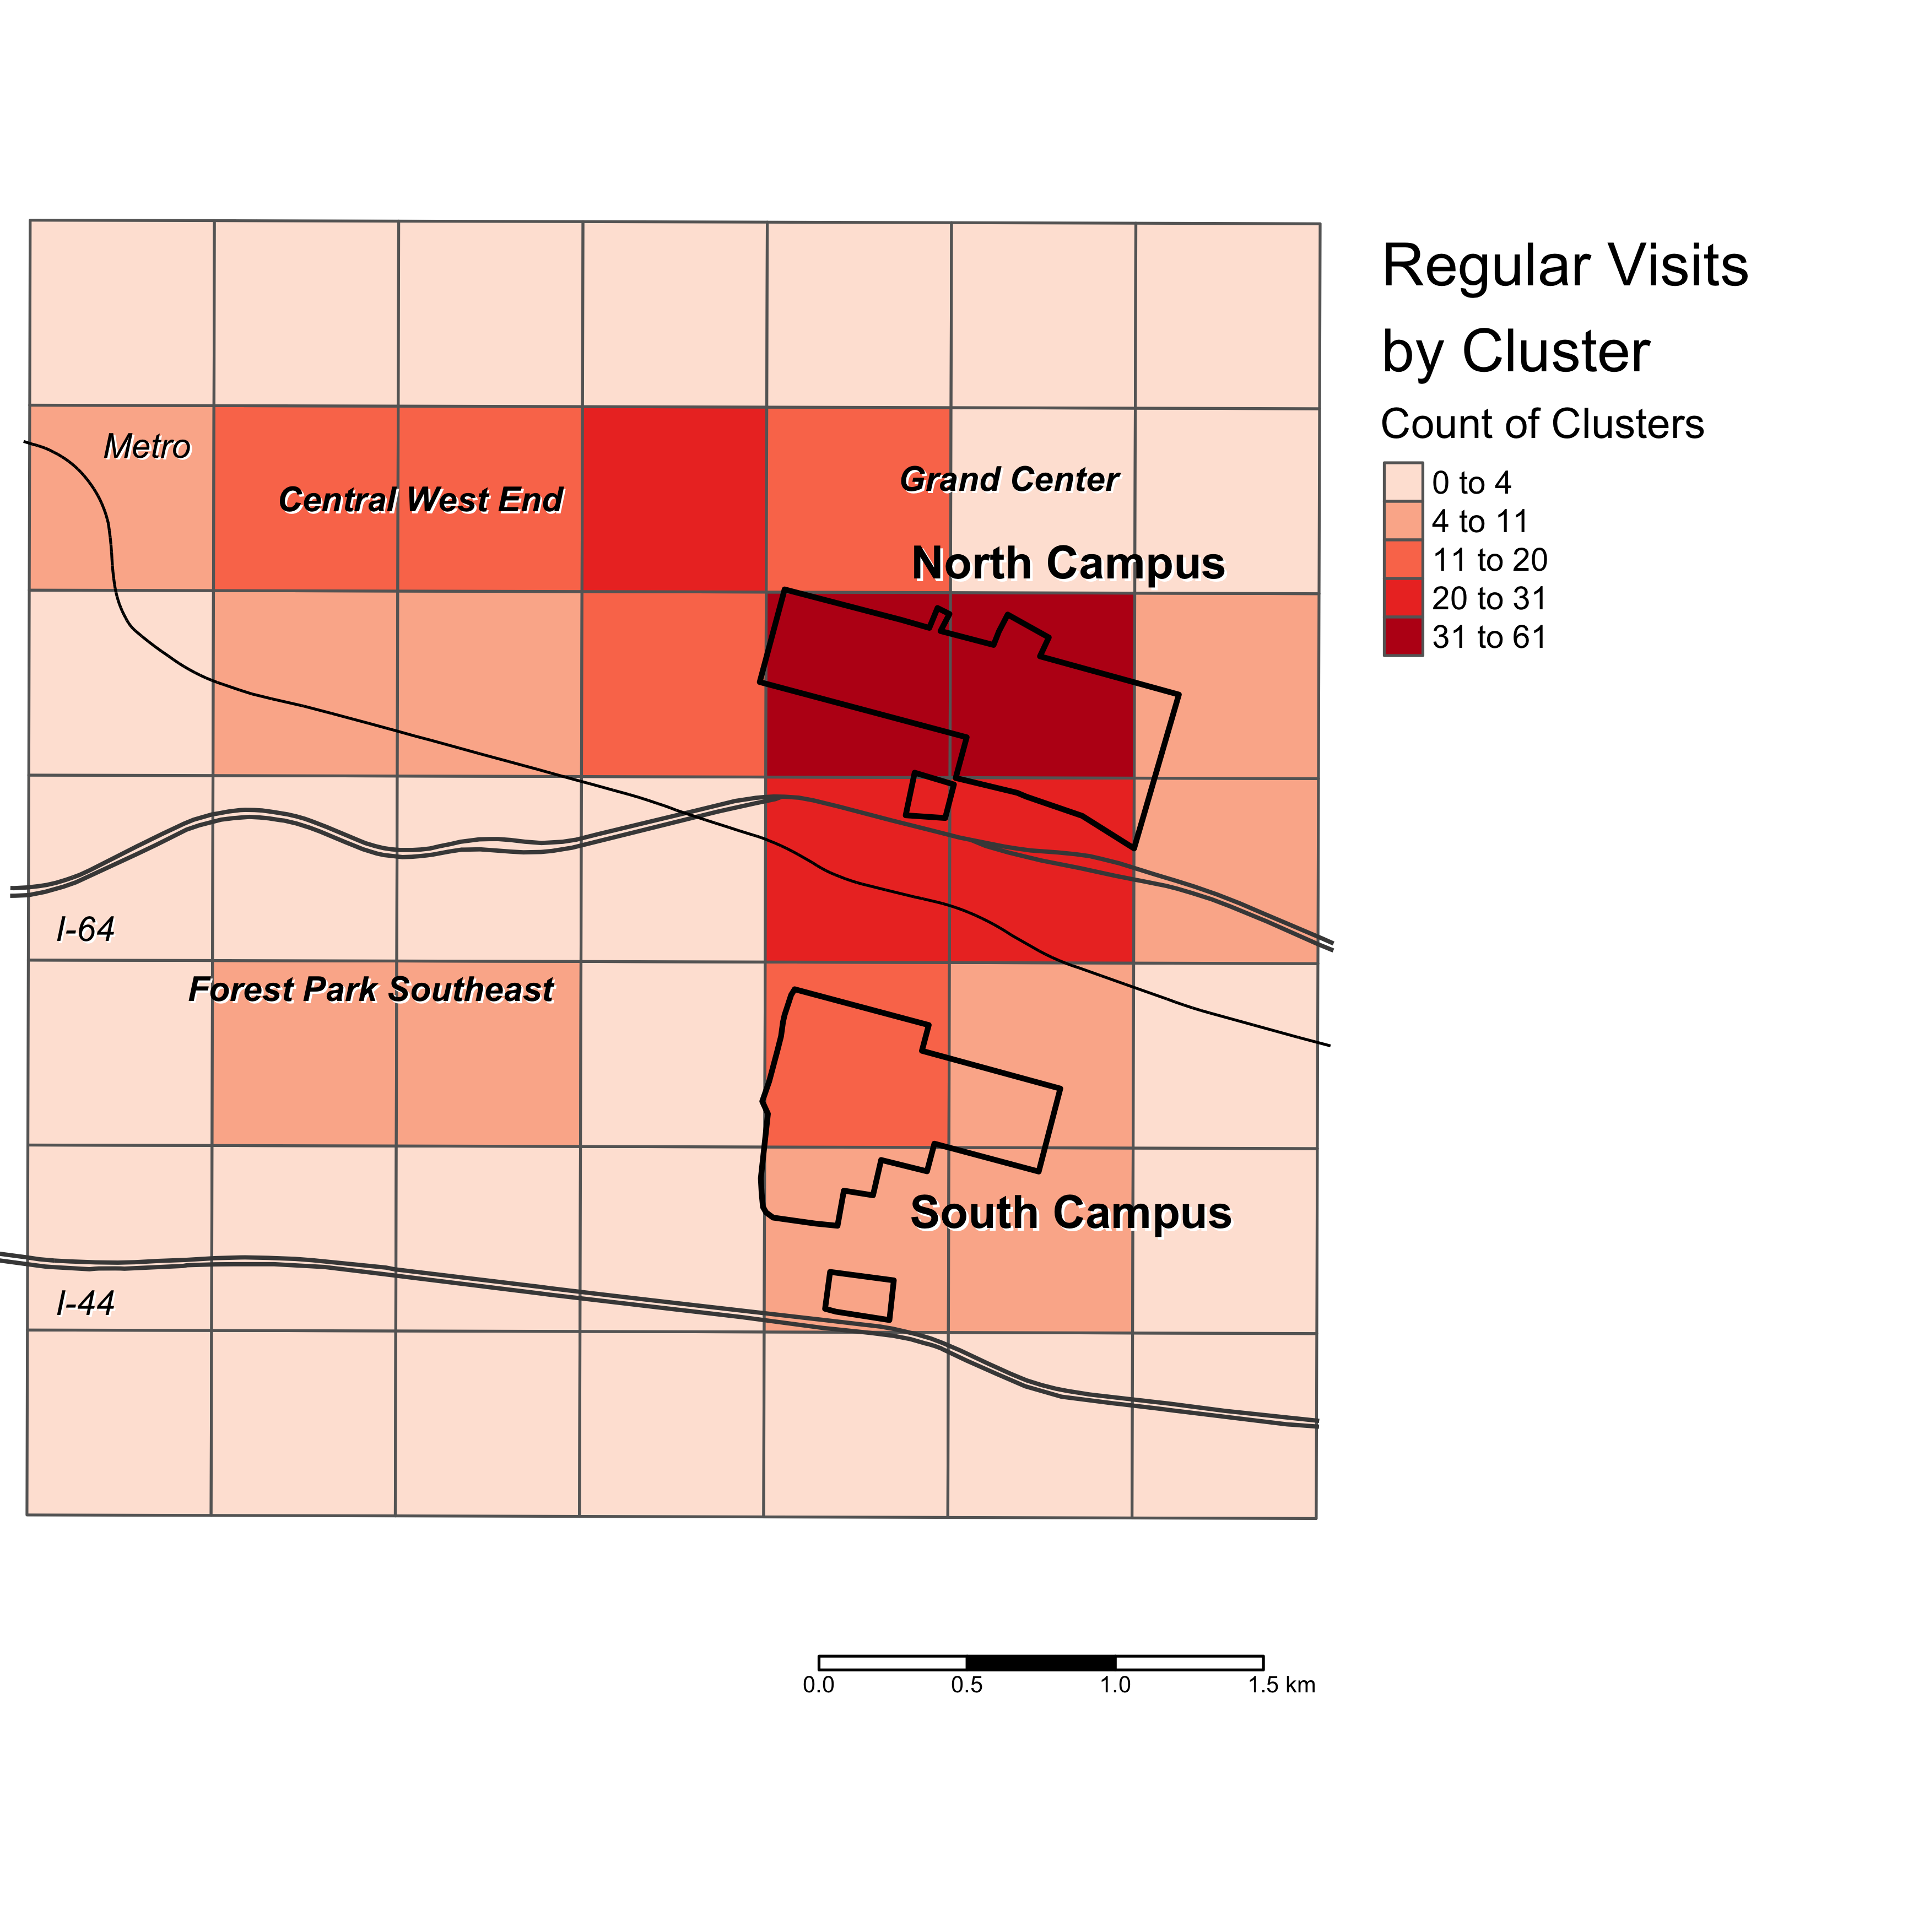 Regular Visits
by Cluster
Count of Clusters
0 to 4
4 to 11
11 to 20
20 to 31
31 to 61
Metro
Central West End
Grand Center
North Campus
I-64
Forest Park Southeast
South Campus
I-44
0.0 0.5 1.0 1.5 km